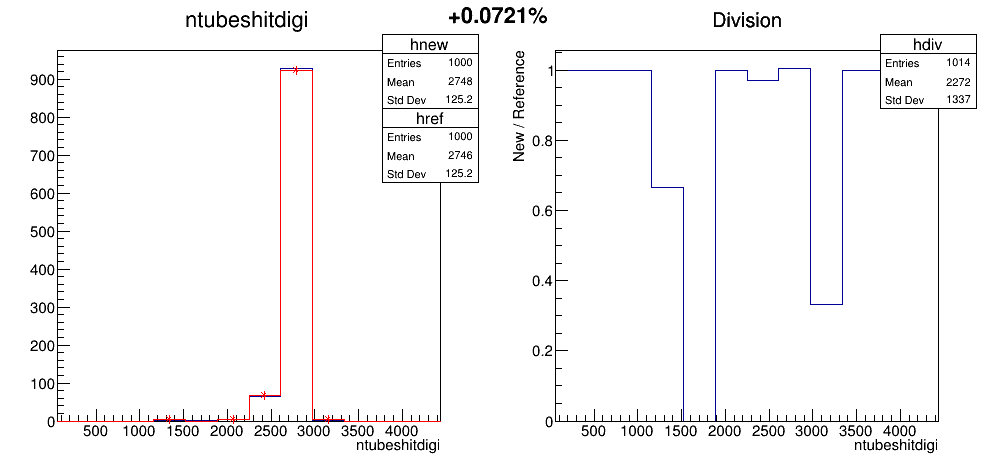 +0.0721%
ntubeshitdigi
hnew
Entries 1000
Mean 2748
Std Dev 125.2
href
Entries 1000
Mean 2746
Std Dev 125.2
900
800
700
600
500
400
300
200
100
0
500 1000 1500 2000 2500 3000 3500 4000
ntubeshitdigi
Division
hdiv
Entries 1014
Mean 2272
Std Dev 1337
New / Reference
1
0.8
0.6
0.4
0.2
0
500 1000 1500 2000 2500 3000 3500 4000
ntubeshitdigi